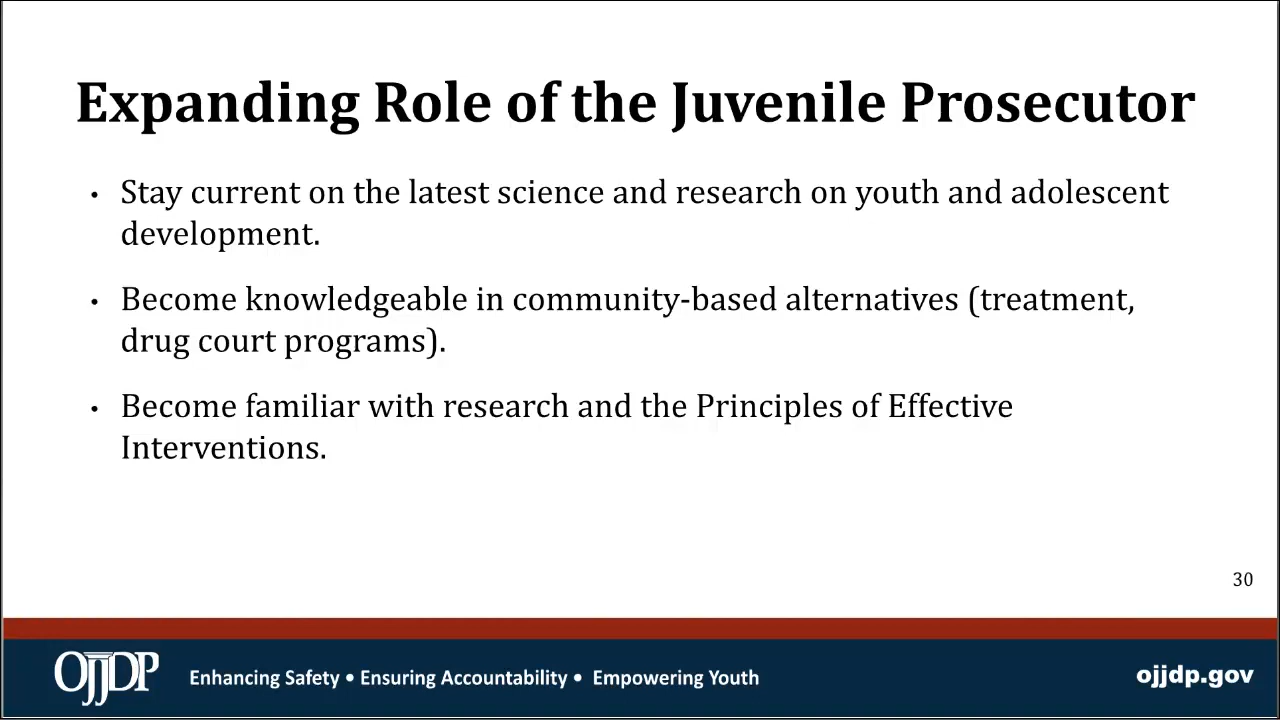 Expanding Role of the Juvenile Prosecutor
• Stay current on the latest science and research on youth and adolescent
development.
• Become knowledgeable in community-based alternatives (treatment,
drug court programs).
• Become familiar with research and the Principles of Effective
Interventions.
30
OJJDP
Enhancing Safety • Ensuring Accountability • Empowering Youth
ojjdp.gov